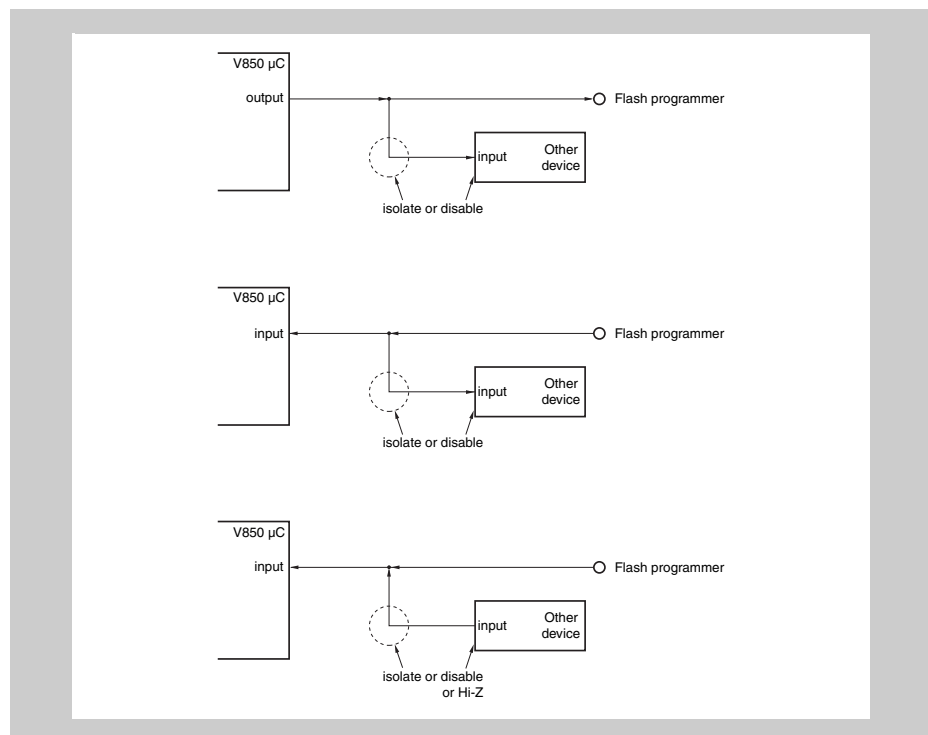 V850 µC
output
Flash programmer
input
Other
device
isolate or disable
V850 µC
input
Flash programmer
input
Other
device
isolate or disable
V850 µC
input
Flash programmer
input
Other
device
isolate or disable
or Hi-Z